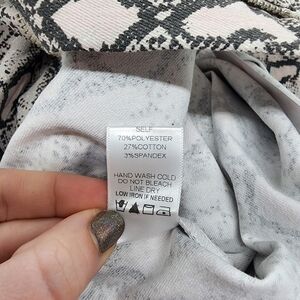 SELF
70%POLYESTER
27%COTTON
3%SPANDEX
HAND WASH COLD
DO NOT BLEACH
LINE DRY
LOW IRON IF NEEDED